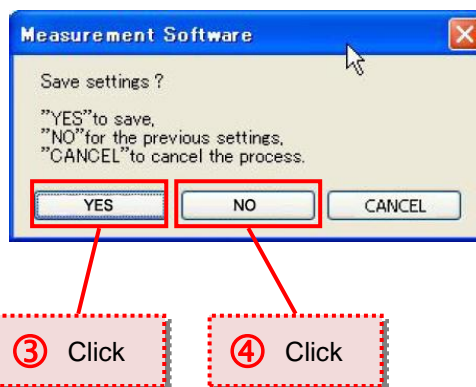 Measurement Software
Save settings ?
"YES"to save,
"NO"for the previous settings,
"CANCEL"to cancel the process.
YES NO CANCEL
③ Click ④ Click